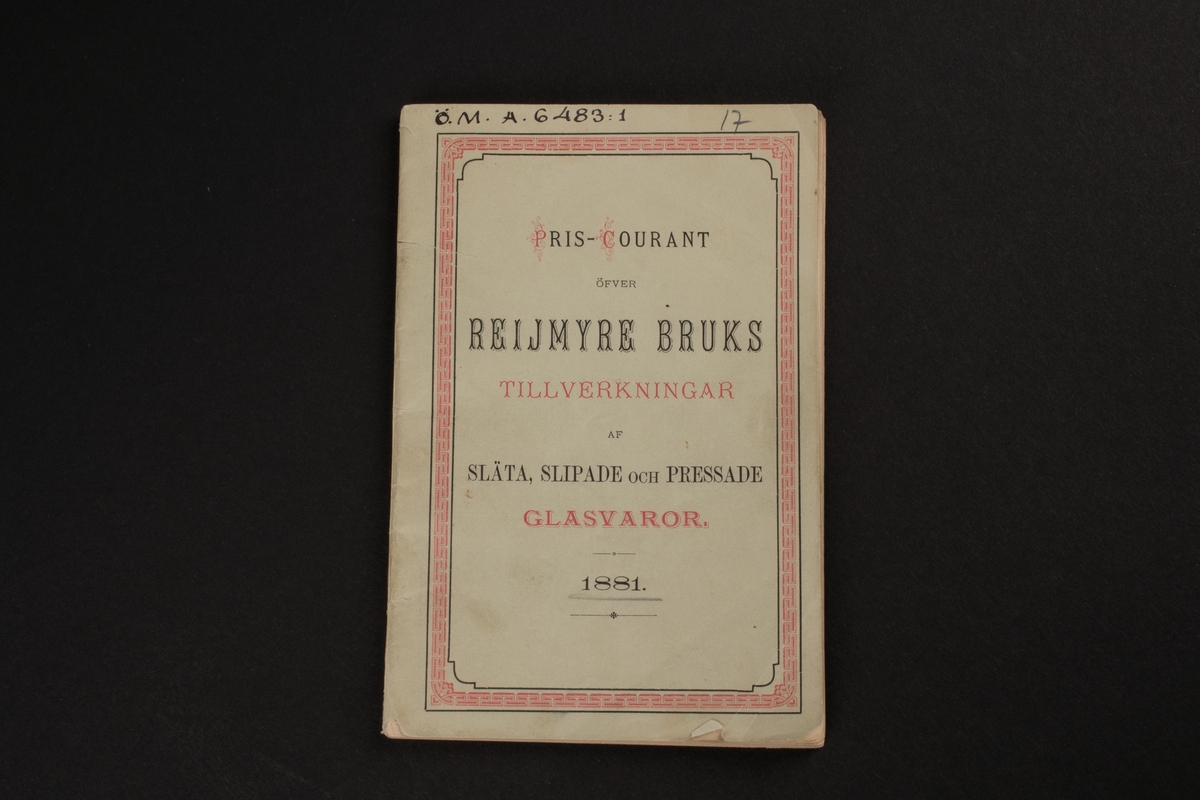 Ö. M. A. 6483:1 17
PRIS-COURANT
ÖFVER
REIJMYRE BRUKS
TILLVERKNINGAR
AF
SLÄTA, SLIPADE OCH PRESSADE
GLASVAROR.
1881.